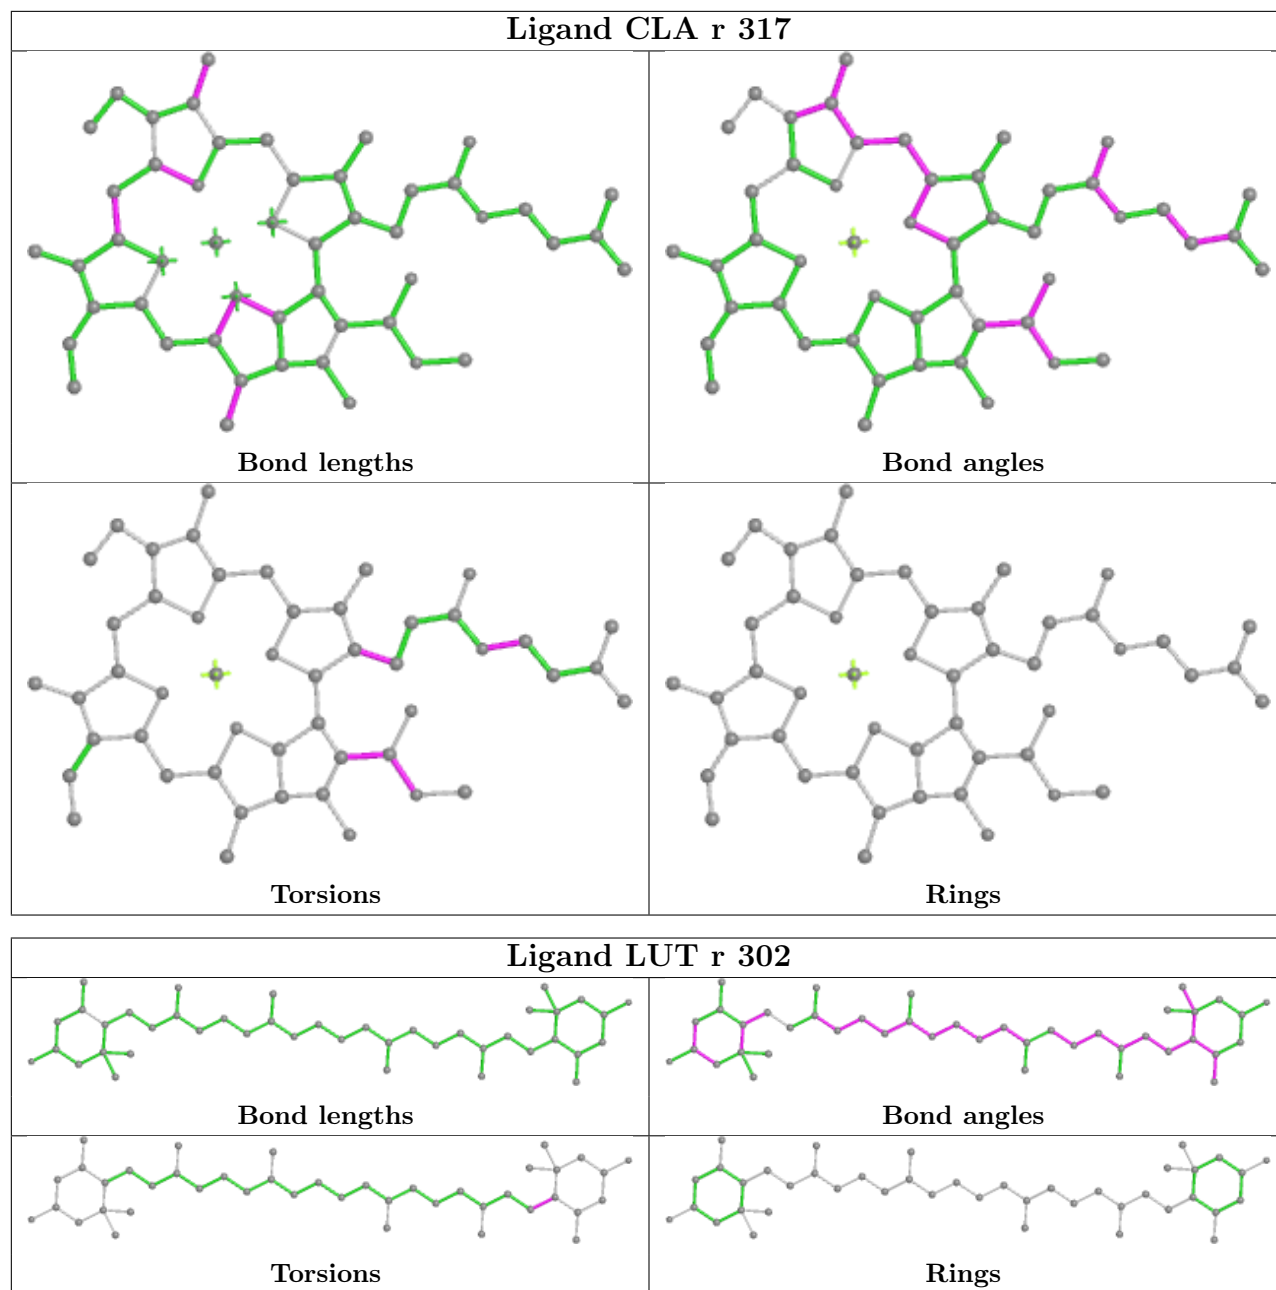 Ligand CLA r 317
Bond lengths
Bond angles
Torsions
Rings
Ligand LUT r 302
Bond lengths
Bond angles
Torsions
Rings